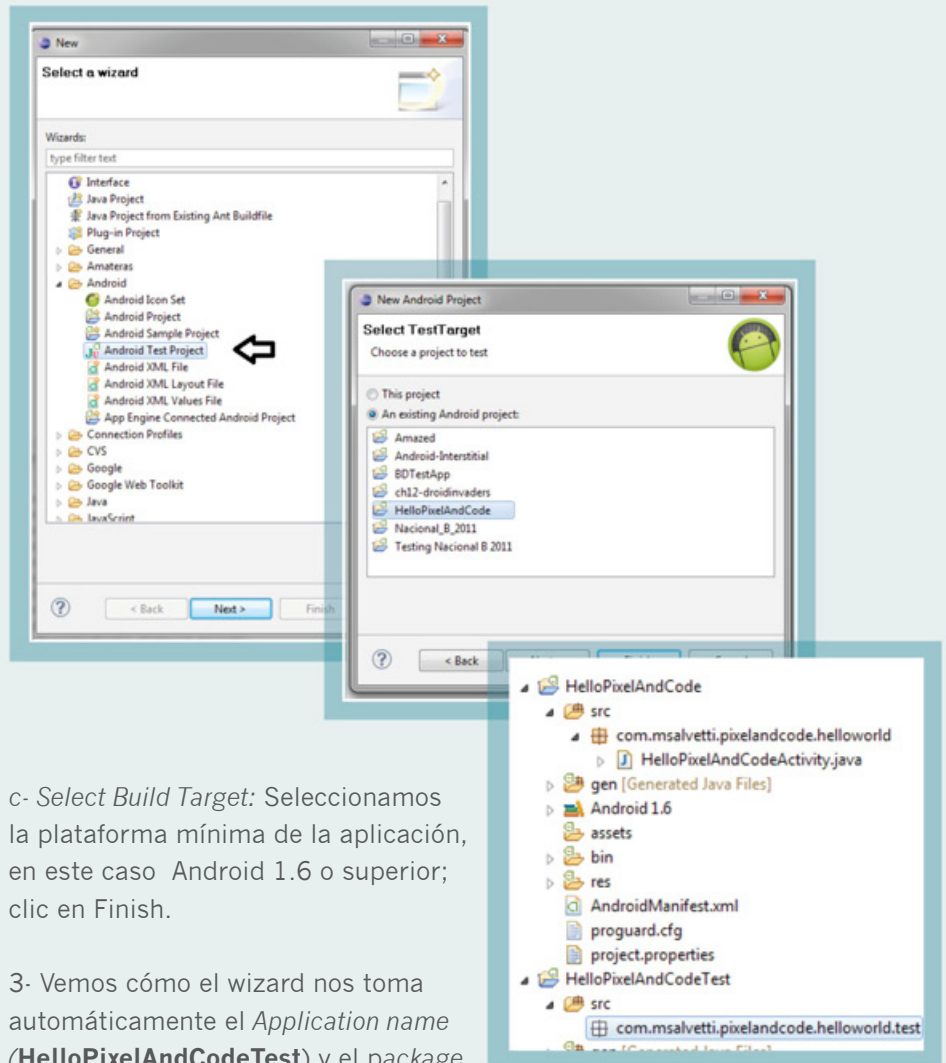 New
Select a wizard
Wizards:
type filter text
Interface
Java Project
Java Project from Existing Ant Buildfile
Plug-in Project
General
Amateras
Android
Android Icon Set
Android Project
Android Sample Project
Android Test Project
Android XML File
Android XML Layout File
Android XML Values File
App Engine Connected Android Project
Connection Profiles
CVS
Google
Google Web Toolkit
Java
JavaScript
< Back Next > Finish
New Android Project
Select TestTarget
Choose a project to test
This project
An existing Android project:
Amazed
Android-Interstitial
BDTestApp
ch12-droidinvaders
HelloPixelAndCode
Nacional_B_2011
Testing Nacional B 2011
< Back
HelloPixelAndCode
src
com.msalvetti.pixelandcode.helloworld
HelloPixelAndCodeActivity.java
gen [Generated Java Files]
Android 1.6
assets
bin
res
AndroidManifest.xml
proguard.cfg
project.properties
HelloPixelAndCodeTest
src
com.msalvetti.pixelandcode.helloworld.test
gen [Generated Java Files]
c- Select Build Target: Seleccionamos
la plataforma mínima de la aplicación,
en este caso Android 1.6 o superior;
clic en Finish.
3- Vemos cómo el wizard nos toma
automáticamente el Application name
(HelloPixelAndCodeTest) y el package